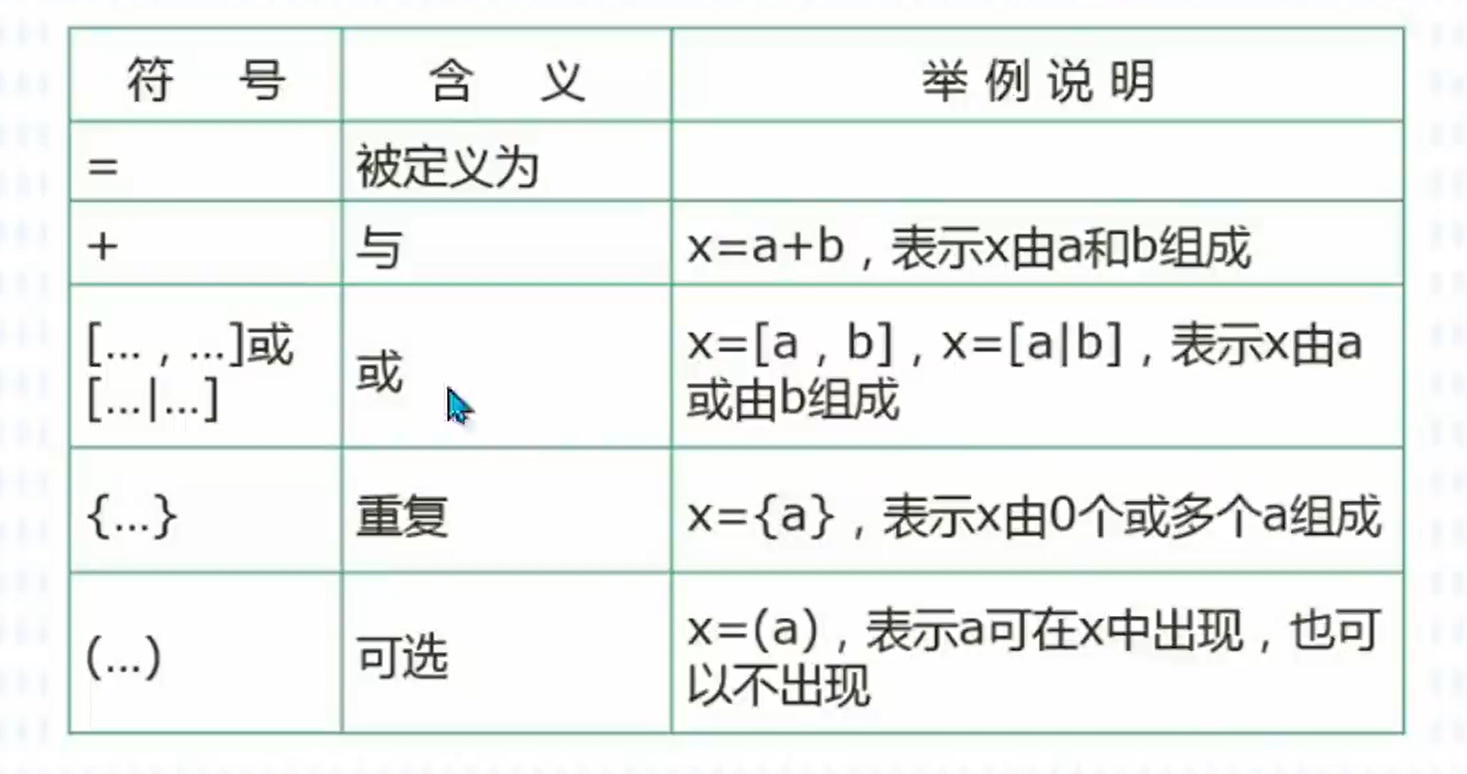 符 号 含 义 举例说明
= 被定义为
+ 与 x=a+b，表示x由a和b组成
[…，…]或
[…|…]
或
x=[a，b]，x=[a|b]，表示x由a
或由b组成
{…} 重复 x={a}，表示x由0个或多个a组成
(…) 可选
x=(a)，表示a可在x中出现，也可
以不出现